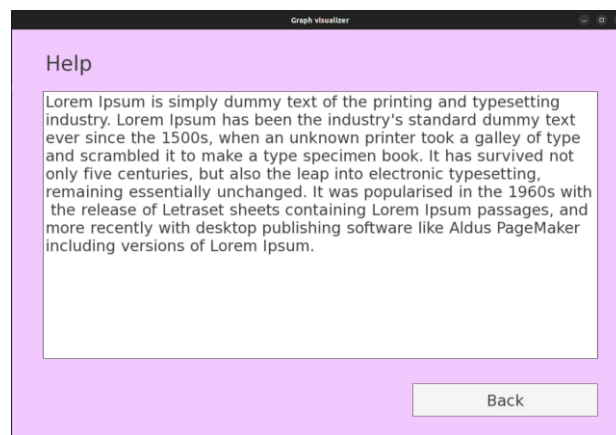 Graph visualizer
Help
Lorem Ipsum is simply dummy text of the printing and typesetting
industry. Lorem Ipsum has been the industry's standard dummy text
ever since the 1500s, when an unknown printer took a galley of type
and scrambled it to make a type specimen book. It has survived not
only five centuries, but also the leap into electronic typesetting,
remaining essentially unchanged. It was popularised in the 1960s with
the release of Letraset sheets containing Lorem Ipsum passages, and
more recently with desktop publishing software like Aldus PageMaker
including versions of Lorem Ipsum.
Back